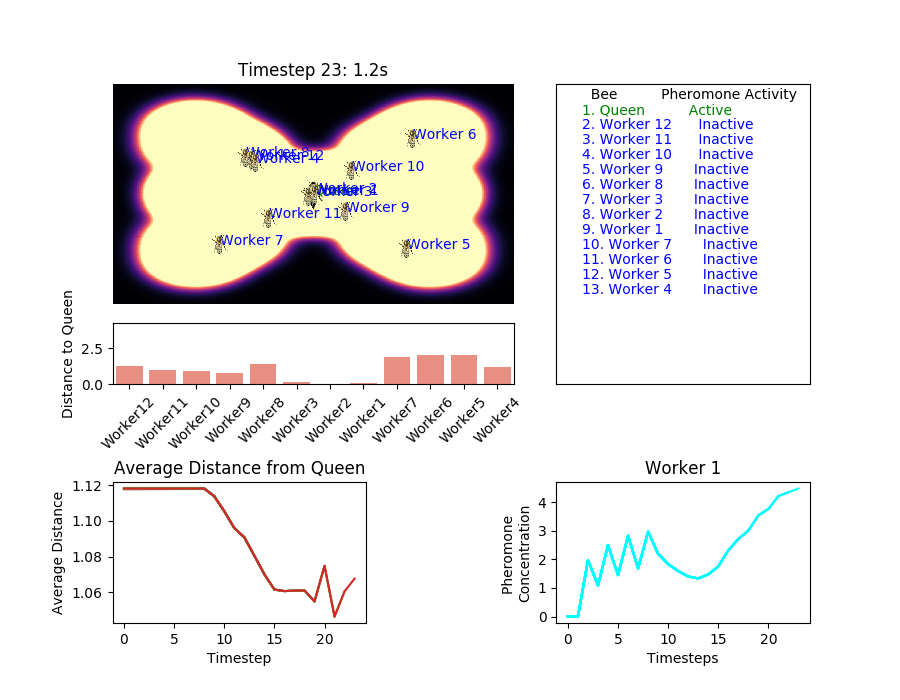 Timestep 23: 1.2s
Worker 6
Worker 12
Worker 4
Worker 10
Worker 2
Worker 9
Worker 11
Worker 7
Worker 5
Bee Pheromone Activity
1. Queen Active
2. Worker 12 Inactive
3. Worker 11 Inactive
4. Worker 10 Inactive
5. Worker 9 Inactive
6. Worker 8 Inactive
7. Worker 3 Inactive
8. Worker 2 Inactive
9. Worker 1 Inactive
10. Worker 7 Inactive
11. Worker 6 Inactive
12. Worker 5 Inactive
13. Worker 4 Inactive
Distance to Queen
2.5
0.0
Worker12
Worker11
Worker10
Worker9
Worker8
Worker3
Worker2
Worker1
Worker7
Worker6
Worker5
Worker4
Average Distance from Queen
Average Distance
1.12
1.10
1.08
1.06
0 5 10 15 20
Timestep
Worker 1
Pheromone
Concentration
4
3
2
1
0
0 5 10 15 20
Timesteps